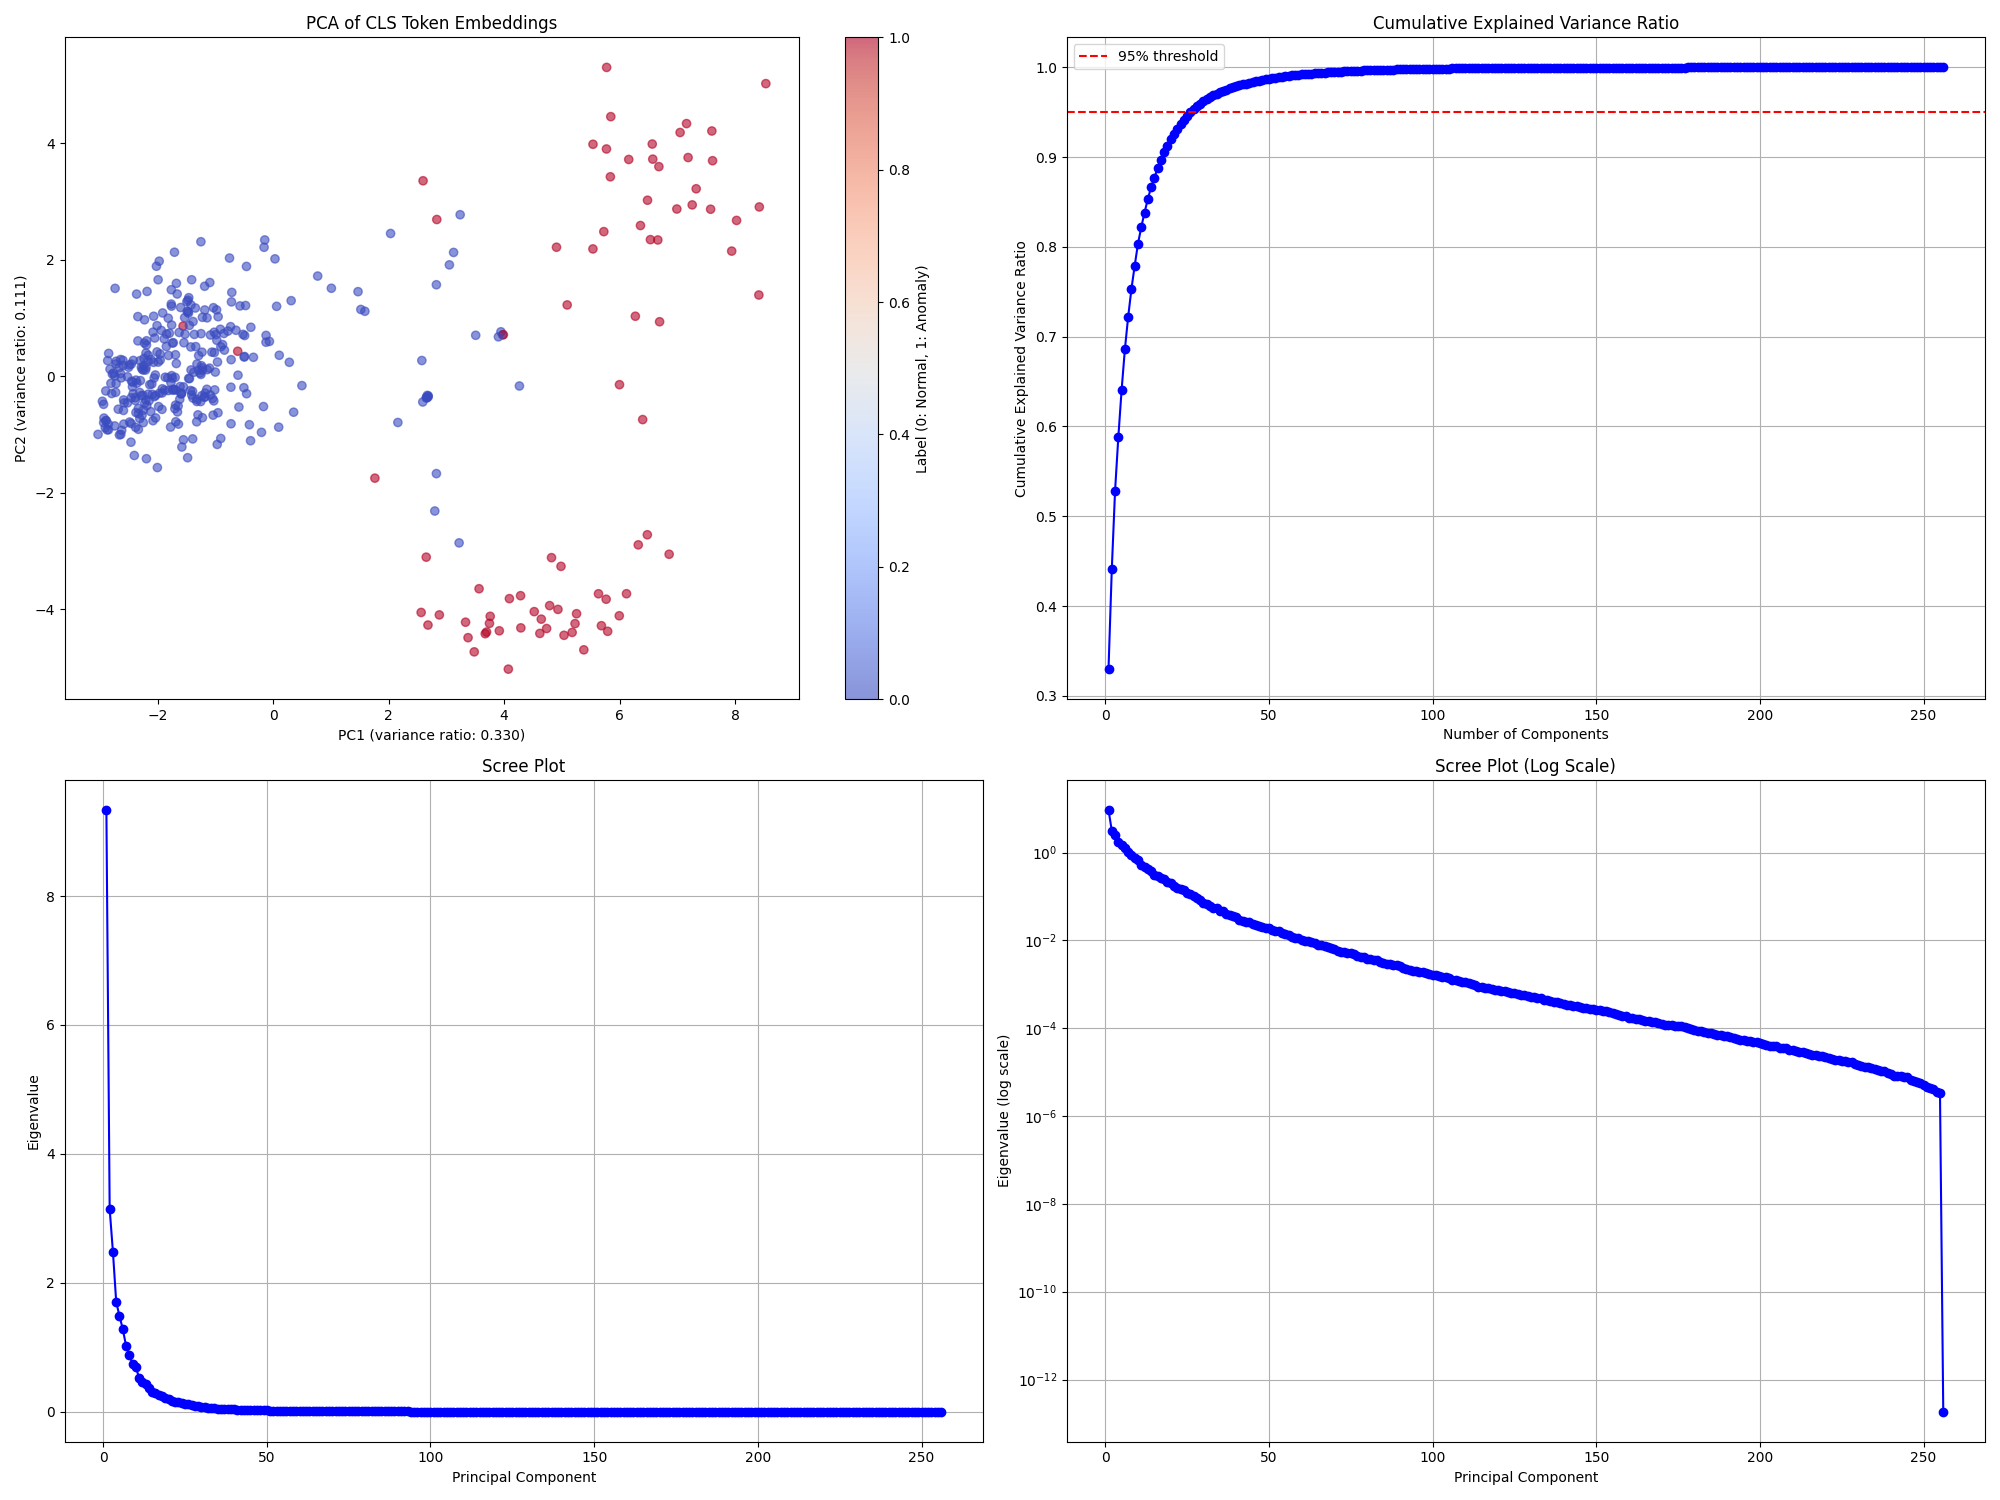 PCA of CLS Token Embeddings
4
2
0
−2
−4
PC2 (variance ratio: 0.111)
−2 0 2 4 6 8
PC1 (variance ratio: 0.330)
1.0
0.8
0.6
0.4
0.2
0.0
Label (0: Normal, 1: Anomaly)
Cumulative Explained Variance Ratio
95% threshold
1.0
0.9
0.8
0.7
0.6
0.5
0.4
0.3
Cumulative Explained Variance Ratio
0 50 100 150 200 250
Number of Components
Scree Plot
8
6
4
2
0
Eigenvalue
0 50 100 150 200 250
Principal Component
Scree Plot (Log Scale)
10⁰
10⁻²
10⁻⁴
10⁻⁶
10⁻⁸
10⁻¹⁰
10⁻¹²
Eigenvalue (log scale)
0 50 100 150 200 250
Principal Component